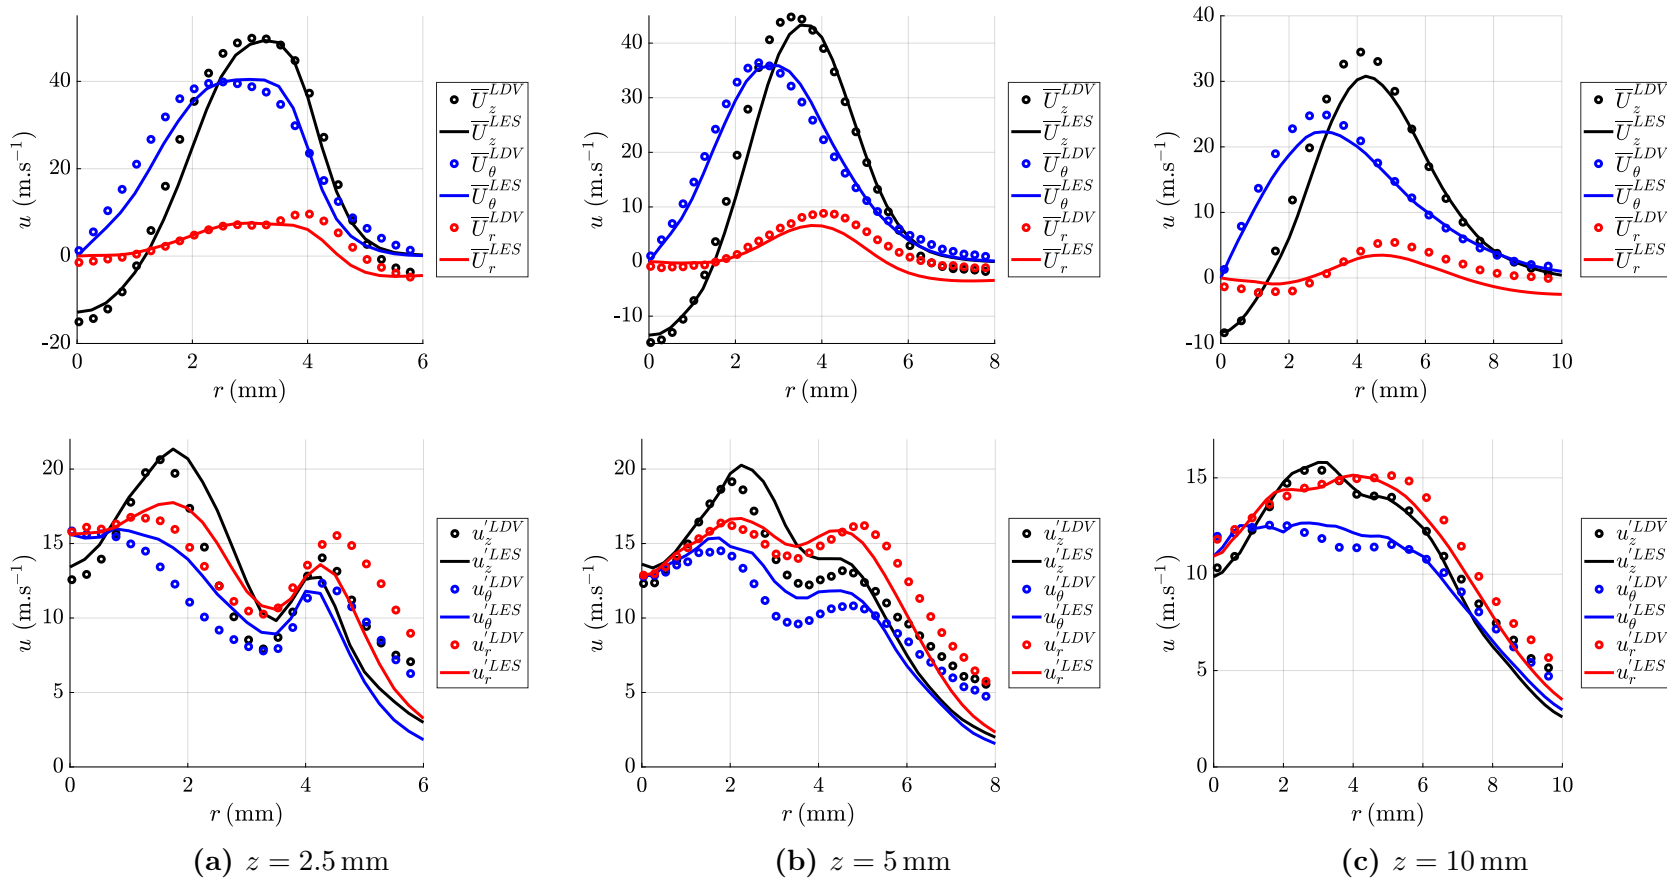 u (m.s⁻¹)
40
20
0
-20
0 2 4 6
r (mm)
U̅_z^{LDV}
U̅_z^{LES}
U̅_θ^{LDV}
U̅_θ^{LES}
U̅_r^{LDV}
U̅_r^{LES}
u (m.s⁻¹)
40
30
20
10
0
-10
0 2 4 6 8
r (mm)
U̅_z^{LDV}
U̅_z^{LES}
U̅_θ^{LDV}
U̅_θ^{LES}
U̅_r^{LDV}
U̅_r^{LES}
u (m.s⁻¹)
40
30
20
10
0
-10
0 2 4 6 8 10
r (mm)
U̅_z^{LDV}
U̅_z^{LES}
U̅_θ^{LDV}
U̅_θ^{LES}
U̅_r^{LDV}
U̅_r^{LES}
u (m.s⁻¹)
20
15
10
5
0
0 2 4 6
r (mm)
u_z^{'LDV}
u_z^{'LES}
u_θ^{'LDV}
u_θ^{'LES}
u_r^{'LDV}
u_r^{'LES}
(a) z = 2.5 mm
u (m.s⁻¹)
20
15
10
5
0
0 2 4 6 8
r (mm)
u_z^{'LDV}
u_z^{'LES}
u_θ^{'LDV}
u_θ^{'LES}
u_r^{'LDV}
u_r^{'LES}
(b) z = 5 mm
u (m.s⁻¹)
15
10
5
0
0 2 4 6 8 10
r (mm)
u_z^{'LDV}
u_z^{'LES}
u_θ^{'LDV}
u_θ^{'LES}
u_r^{'LDV}
u_r^{'LES}
(c) z = 10 mm